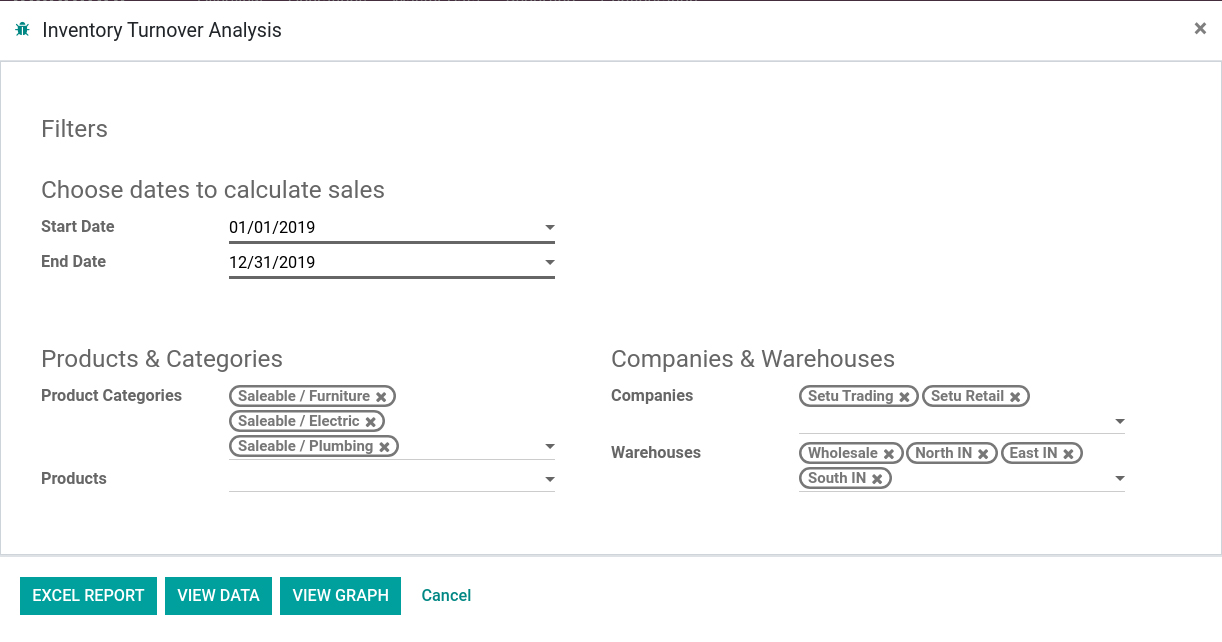 Inventory Turnover Analysis
Filters
Choose dates to calculate sales
Start Date 01/01/2019
End Date 12/31/2019
Products & Categories
Product Categories Saleable / Furniture
Saleable / Electric
Saleable / Plumbing
Products
Companies & Warehouses
Companies Setu Trading Setu Retail
Warehouses Wholesale North IN East IN
South IN
EXCEL REPORT VIEW DATA VIEW GRAPH Cancel